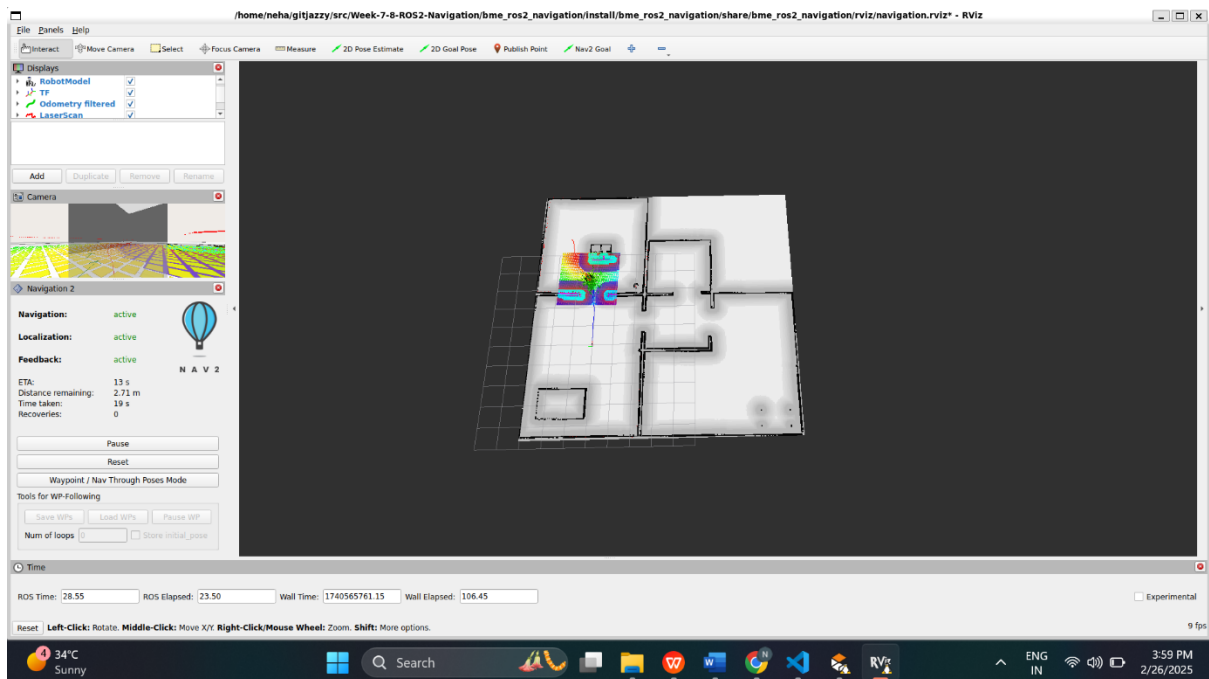 /home/neha/gitjazzy/src/Week-7-8-ROS2-Navigation/bme_ros2_navigation/install/bme_ros2_navigation/share/bme_ros2_navigation/rviz/navigation.rviz* - RViz
File Panels Help
Interact Move Camera Select Focus Camera Measure 2D Pose Estimate 2D Goal Pose Publish Point Nav2 Goal
Displays
RobotModel
TF
Odometry filtered
LaserScan
Add Duplicate Remove Rename
Camera
Navigation 2
Navigation: active
Localization: active
Feedback: active
NAV2
ETA: 13 s
Distance remaining: 2.71 m
Time taken: 19 s
Recoveries: 0
Pause
Reset
Waypoint / Nav Through Poses Mode
Tools for WP-Following
Save WPs Load WPs Pause WP
Num of loops 0 Store initial_pose
Time
ROS Time: 28.55 ROS Elapsed: 23.50 Wall Time: 1740565761.15 Wall Elapsed: 106.45 Experimental
Reset Left-Click: Rotate. Middle-Click: Move X/Y. Right-Click/Mouse Wheel: Zoom. Shift: More options. 9 fps
4 34°C Search N W RViz ENG 3:59 PM
Sunny IN 2/26/2025